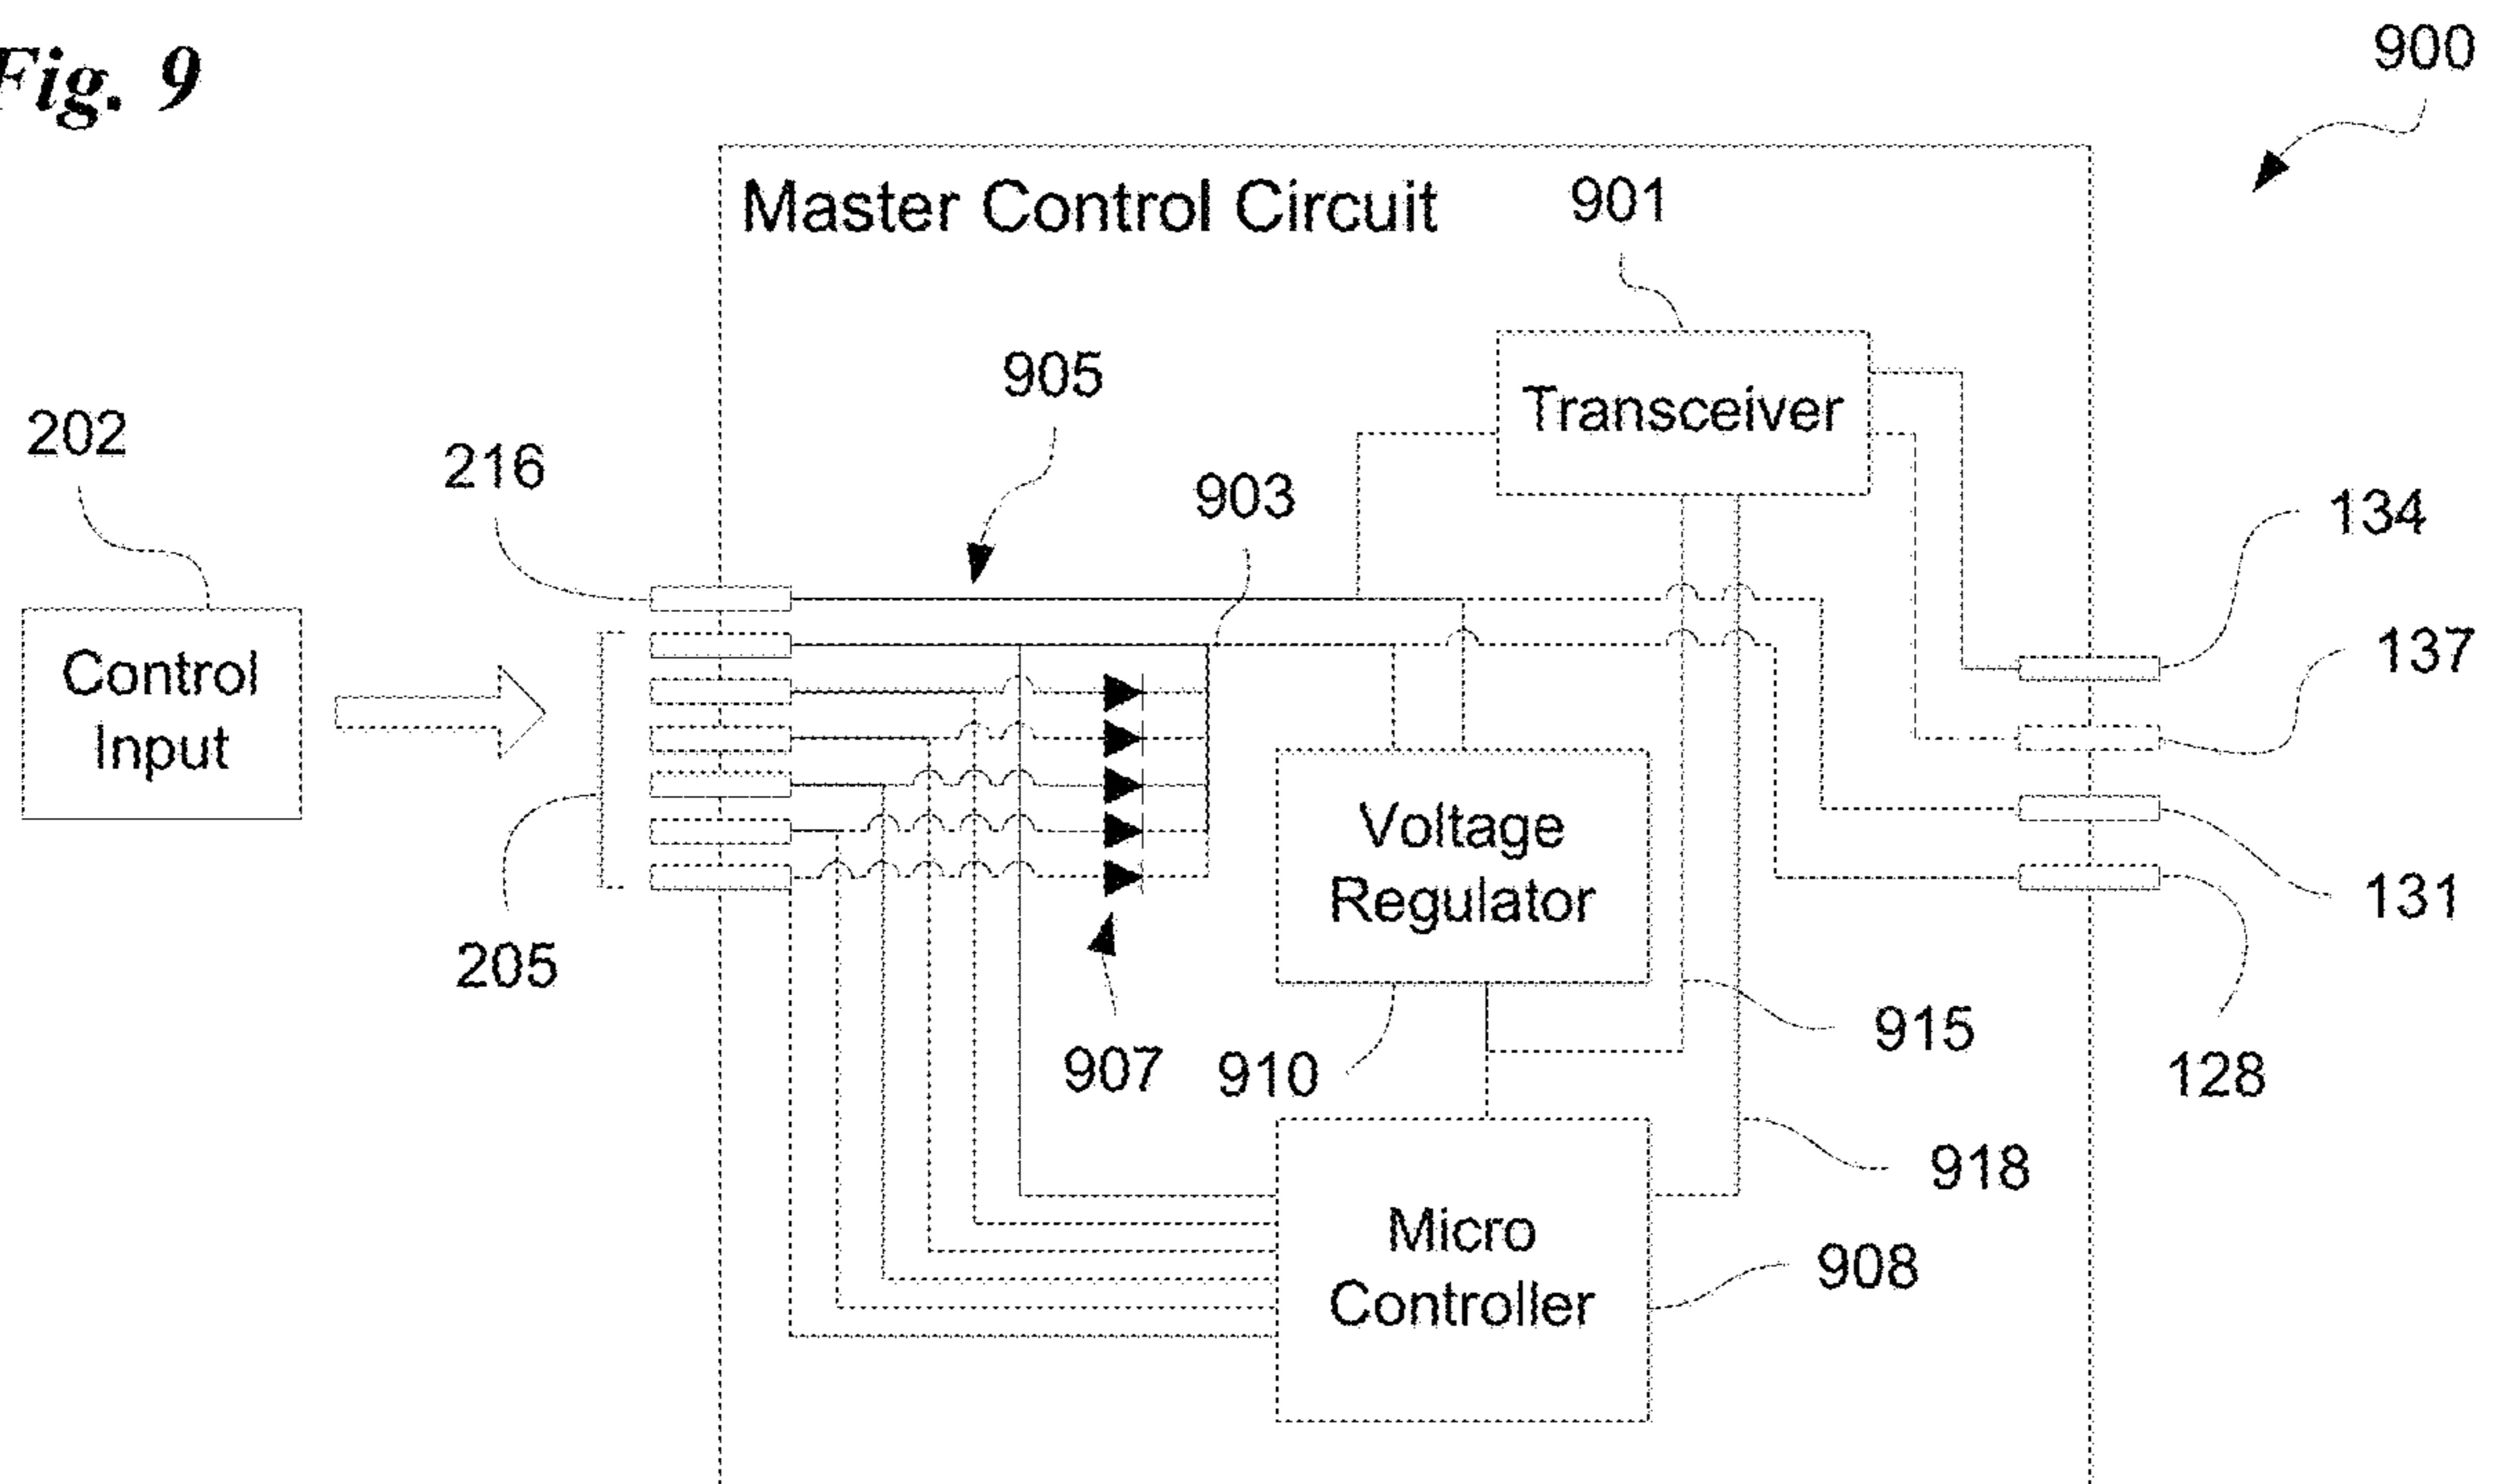 Fig. 9
900
Master Control Circuit
901
Transceiver
905
202
216
903
134
Control
Input
137
Voltage
Regulator
131
205
907
910
915
128
918
Micro
Controller
908